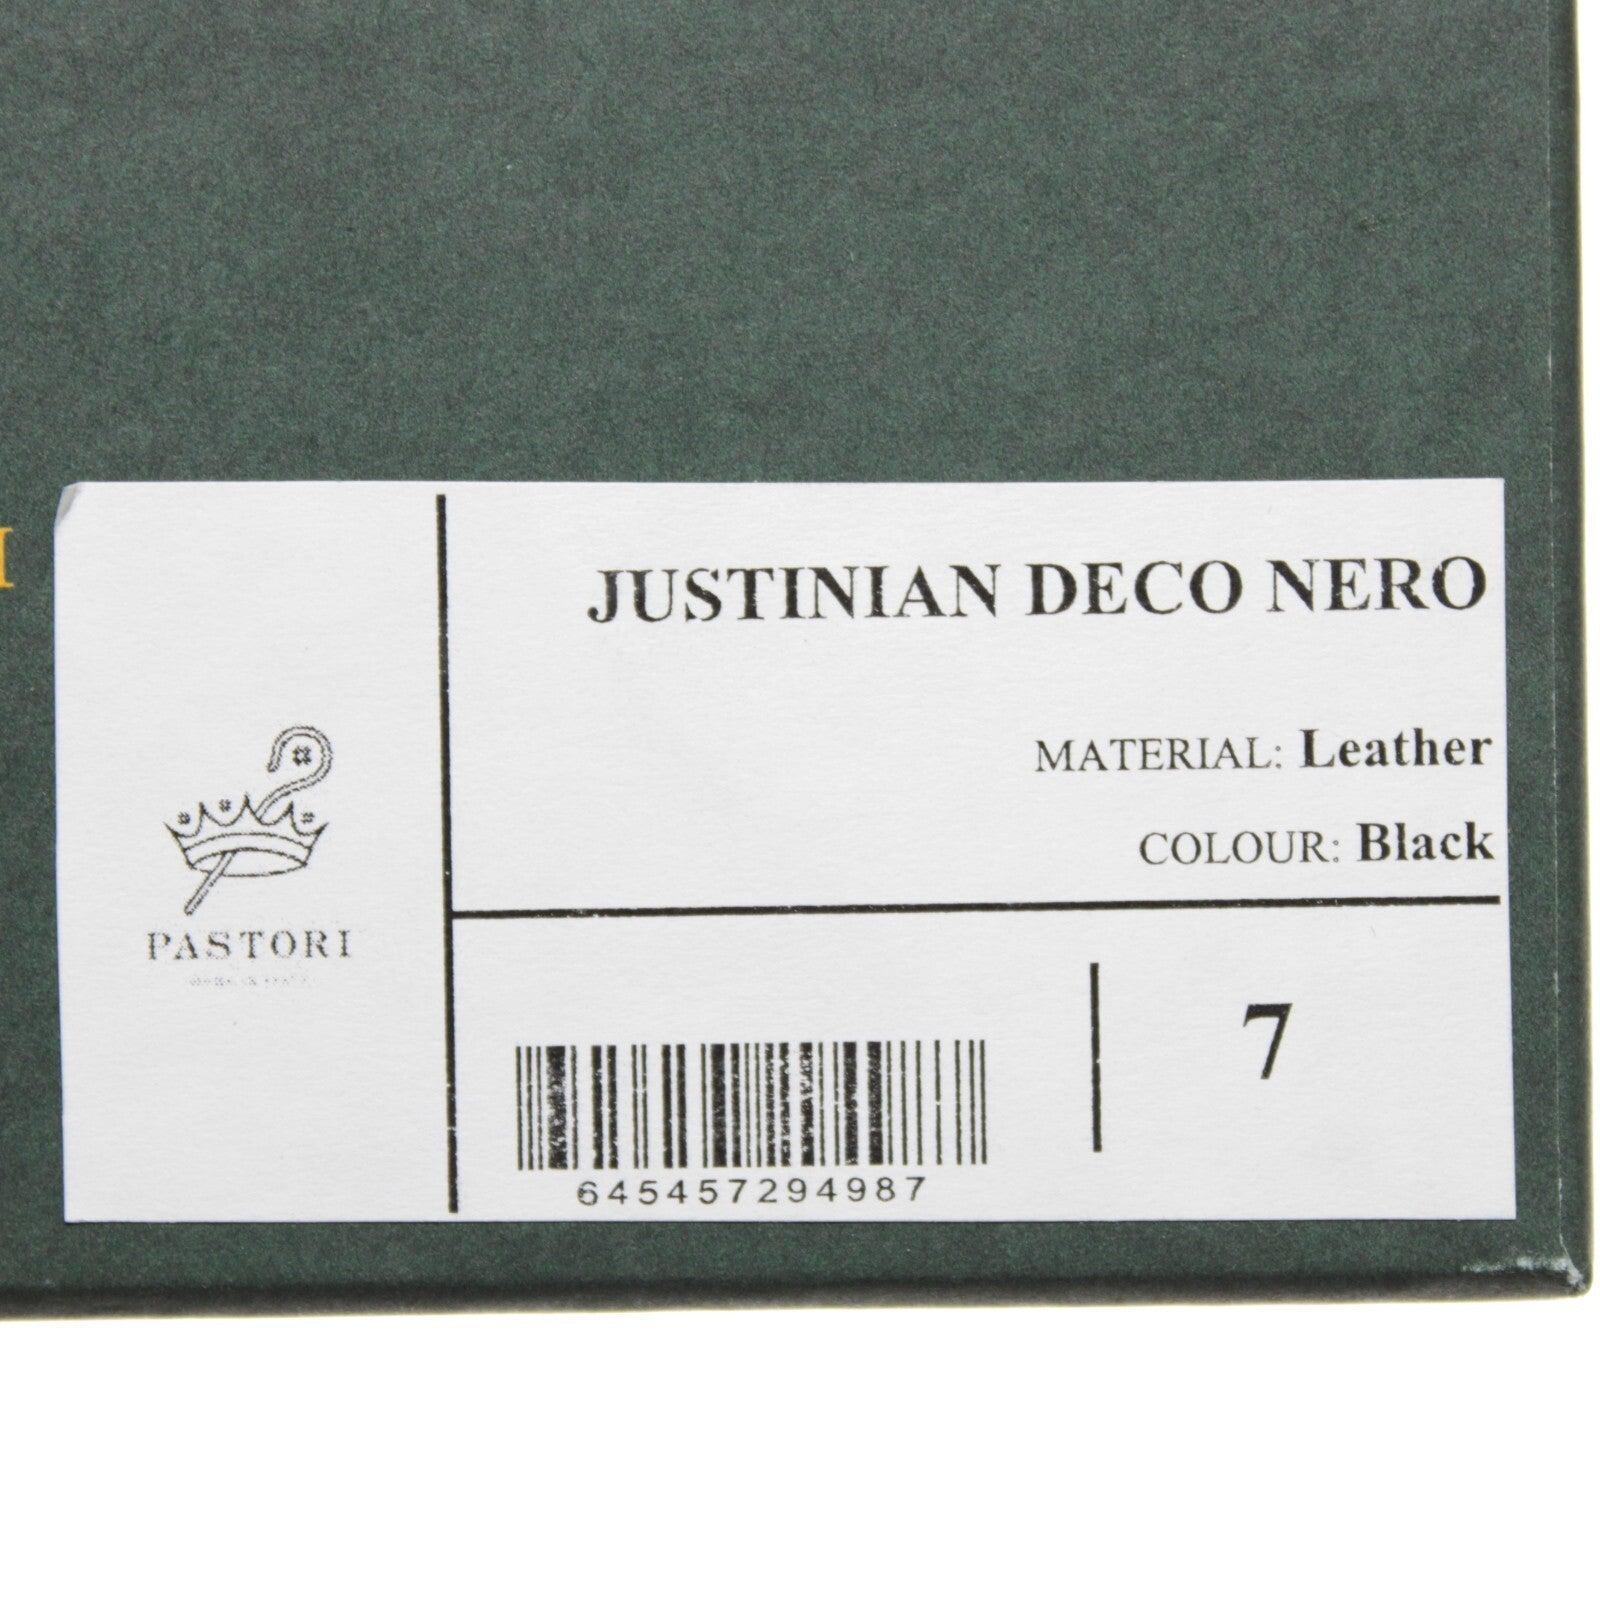 JUSTINIAN DECO NERO
MATERIAL: Leather
COLOUR: Black
PASTORI
7
645457294987